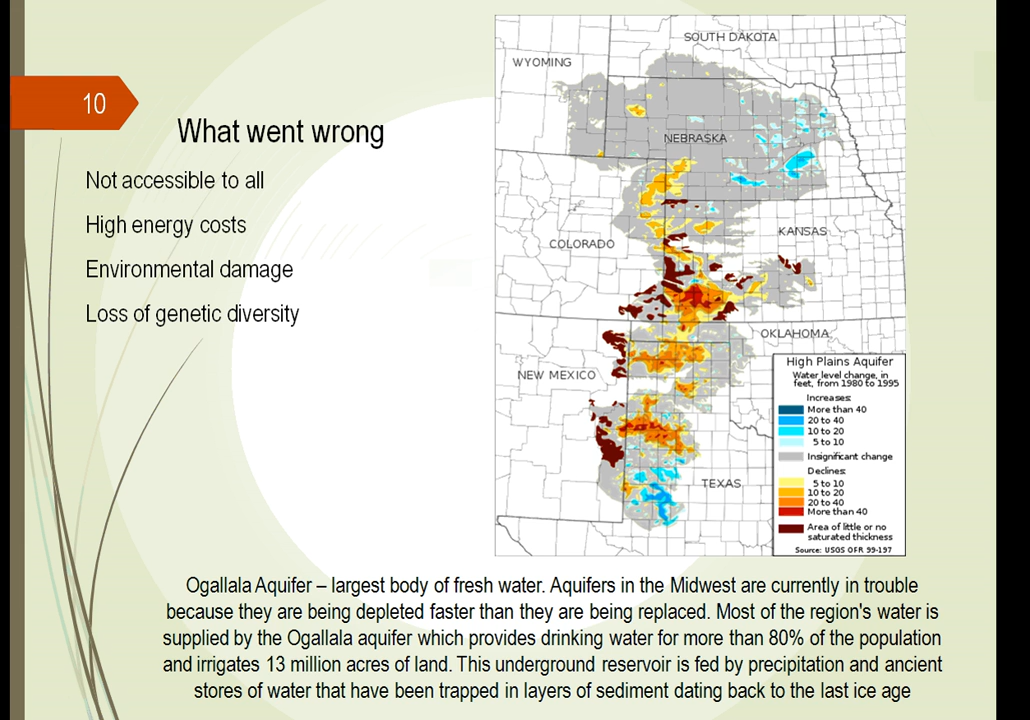 10
What went wrong
Not accessible to all
High energy costs
Environmental damage
Loss of genetic diversity
SOUTH DAKOTA
WYOMING
NEBRASKA
COLORADO
KANSAS
OKLAHOMA
NEW MEXICO
TEXAS
High Plains Aquifer
Water level change, in
feet, from 1980 to 1995
Increases:
More than 40
20 to 40
10 to 20
5 to 10
Insignificant change
Declines:
5 to 10
10 to 20
20 to 40
More than 40
Area of little or no
saturated thickness
Source: USGS OFR 99-197
Ogallala Aquifer – largest body of fresh water. Aquifers in the Midwest are currently in trouble
because they are being depleted faster than they are being replaced. Most of the region's water is
supplied by the Ogallala aquifer which provides drinking water for more than 80% of the population
and irrigates 13 million acres of land. This underground reservoir is fed by precipitation and ancient
stores of water that have been trapped in layers of sediment dating back to the last ice age